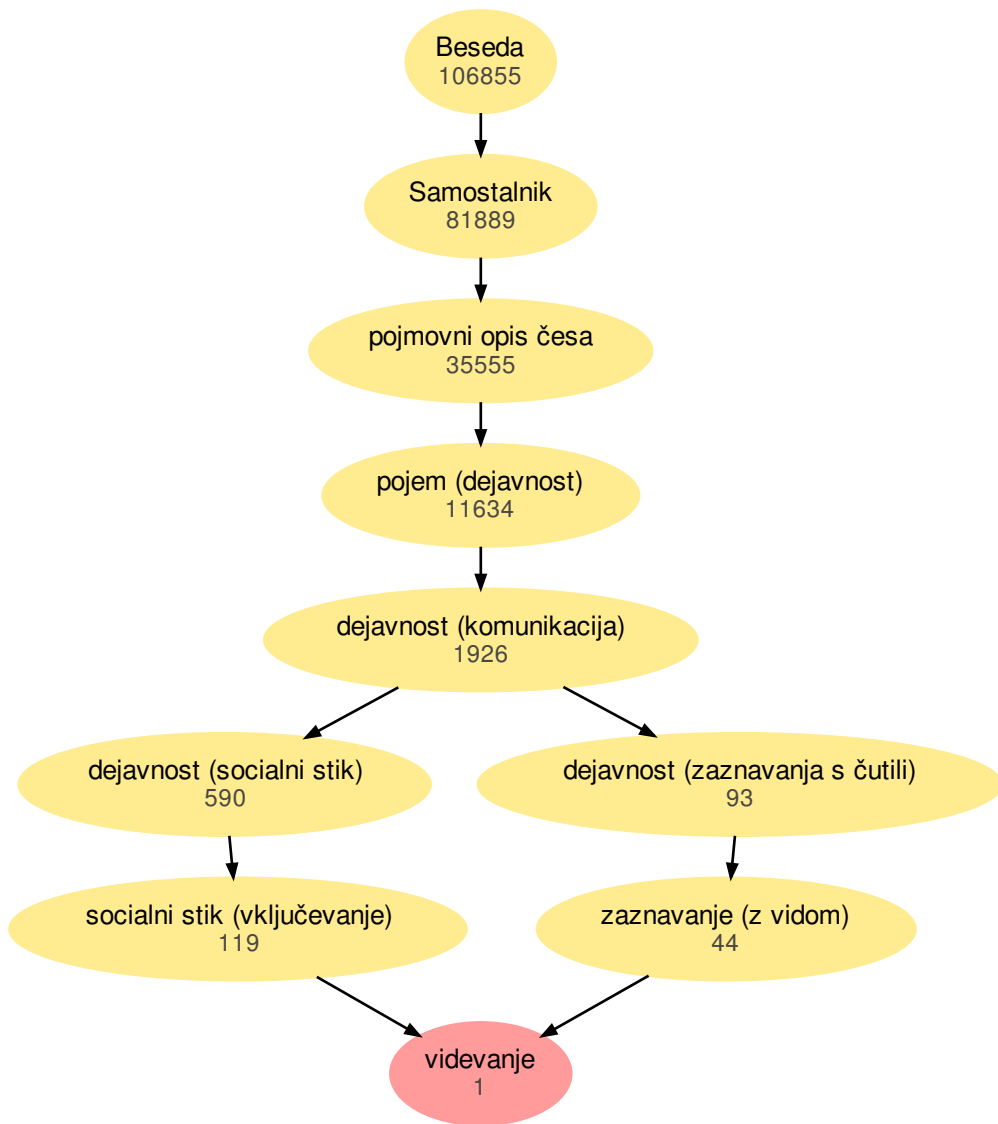 Beseda
106855
Samostalnik
81889
pojmovni opis česa
35555
pojem (dejavnost)
11634
dejavnost (komunikacija)
1926
dejavnost (socialni stik)
590
dejavnost (zaznavanja s čutili)
93
socialni stik (vključevanje)
119
zaznavanje (z vidom)
44
videvanje
1